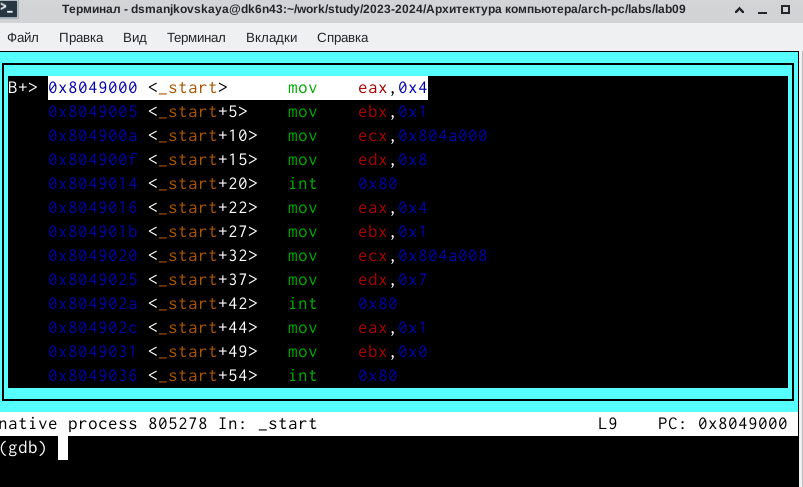 Терминал - dsmanjkovskaya@dk6n43:~/work/study/2023-2024/Архитектура компьютера/arch-pc/labs/lab09
Файл Правка Вид Терминал Вкладки Справка
B+> 0x8049000 <_start> mov eax,0x4
0x8049005 <_start+5> mov ebx,0x1
0x804900a <_start+10> mov ecx,0x804a000
0x804900f <_start+15> mov edx,0x8
0x8049014 <_start+20> int 0x80
0x8049016 <_start+22> mov eax,0x4
0x804901b <_start+27> mov ebx,0x1
0x8049020 <_start+32> mov ecx,0x804a008
0x8049025 <_start+37> mov edx,0x7
0x804902a <_start+42> int 0x80
0x804902c <_start+44> mov eax,0x1
0x8049031 <_start+49> mov ebx,0x0
0x8049036 <_start+54> int 0x80
native process 805278 In: _start L9 PC: 0x8049000
(gdb)